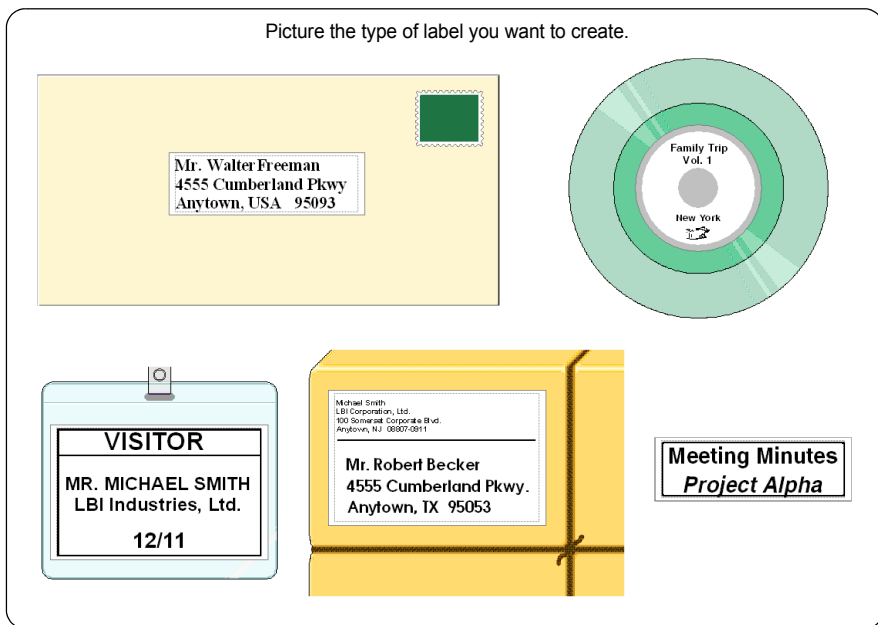 Picture the type of label you want to create.
Mr. Walter Freeman
4555 Cumberland Pkwy
Anytown, USA 95093
Family Trip
Vol. 1
New York
VISITOR
MR. MICHAEL SMITH
LBI Industries, Ltd.
12/11
Michael Smith
LBI Corporation, Ltd.
100 Somerset Corporate Blvd.
Anytown, NJ 08807-0911
Mr. Robert Becker
4555 Cumberland Pkwy.
Anytown, TX 95053
Meeting Minutes
Project Alpha